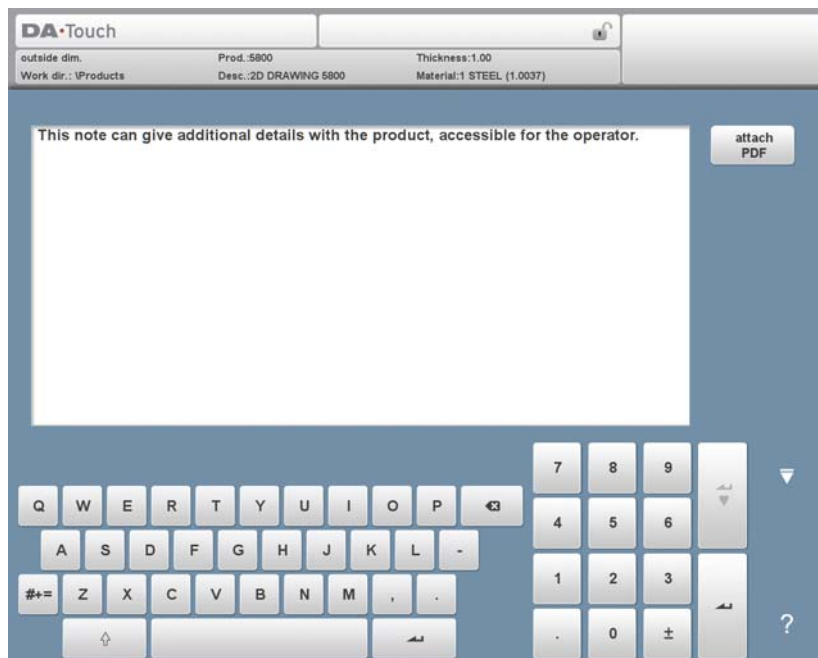 DA·Touch
outside dim. Prod.:5800 Thickness:1.00
Work dir.: \Products Desc.:2D DRAWING 5800 Material:1 STEEL (1.0037)
This note can give additional details with the product, accessible for the operator.
attach
PDF
7 8 9
Q W E R T Y U I O P
4 5 6
A S D F G H J K L -
1 2 3
#+= Z X C V B N M , .
. 0 ±
?